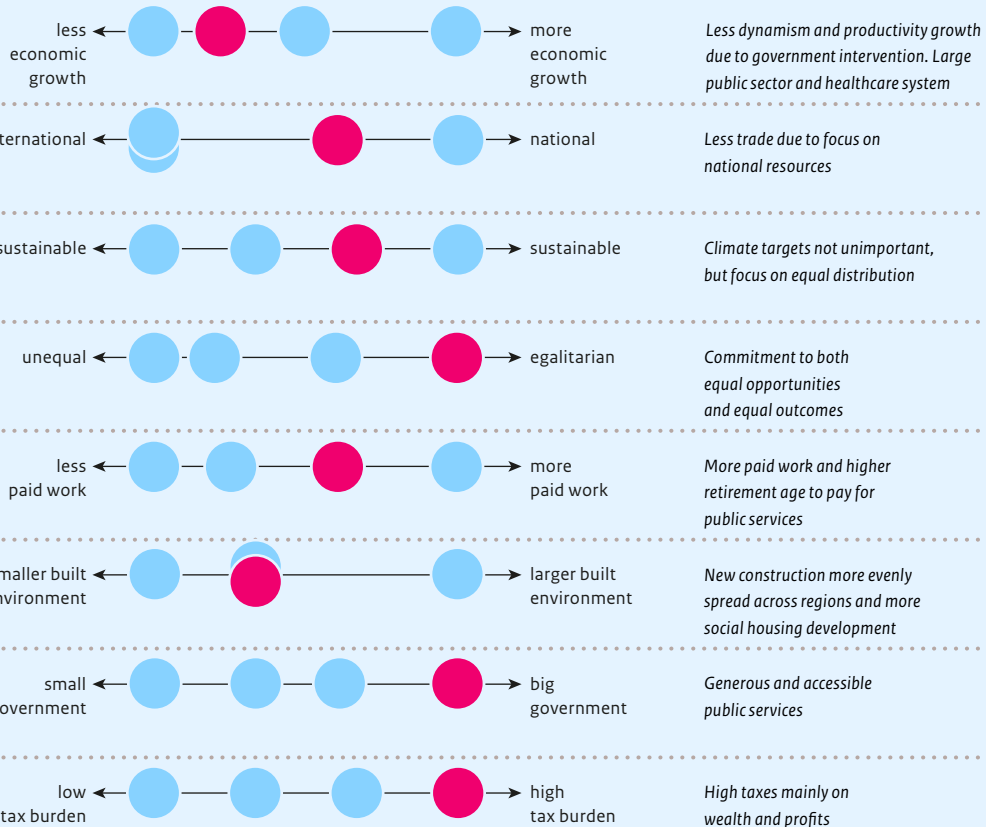 less
economic
growth
more
economic
growth
Less dynamism and productivity growth
due to government intervention. Large
public sector and healthcare system
ternational
national
Less trade due to focus on
national resources
sustainable
sustainable
Climate targets not unimportant,
but focus on equal distribution
unequal
egalitarian
Commitment to both
equal opportunities
and equal outcomes
less
paid work
more
paid work
More paid work and higher
retirement age to pay for
public services
maller built
nvironment
larger built
environment
New construction more evenly
spread across regions and more
social housing development
small
overnment
big
government
Generous and accessible
public services
low
tax burden
high
tax burden
High taxes mainly on
wealth and profits